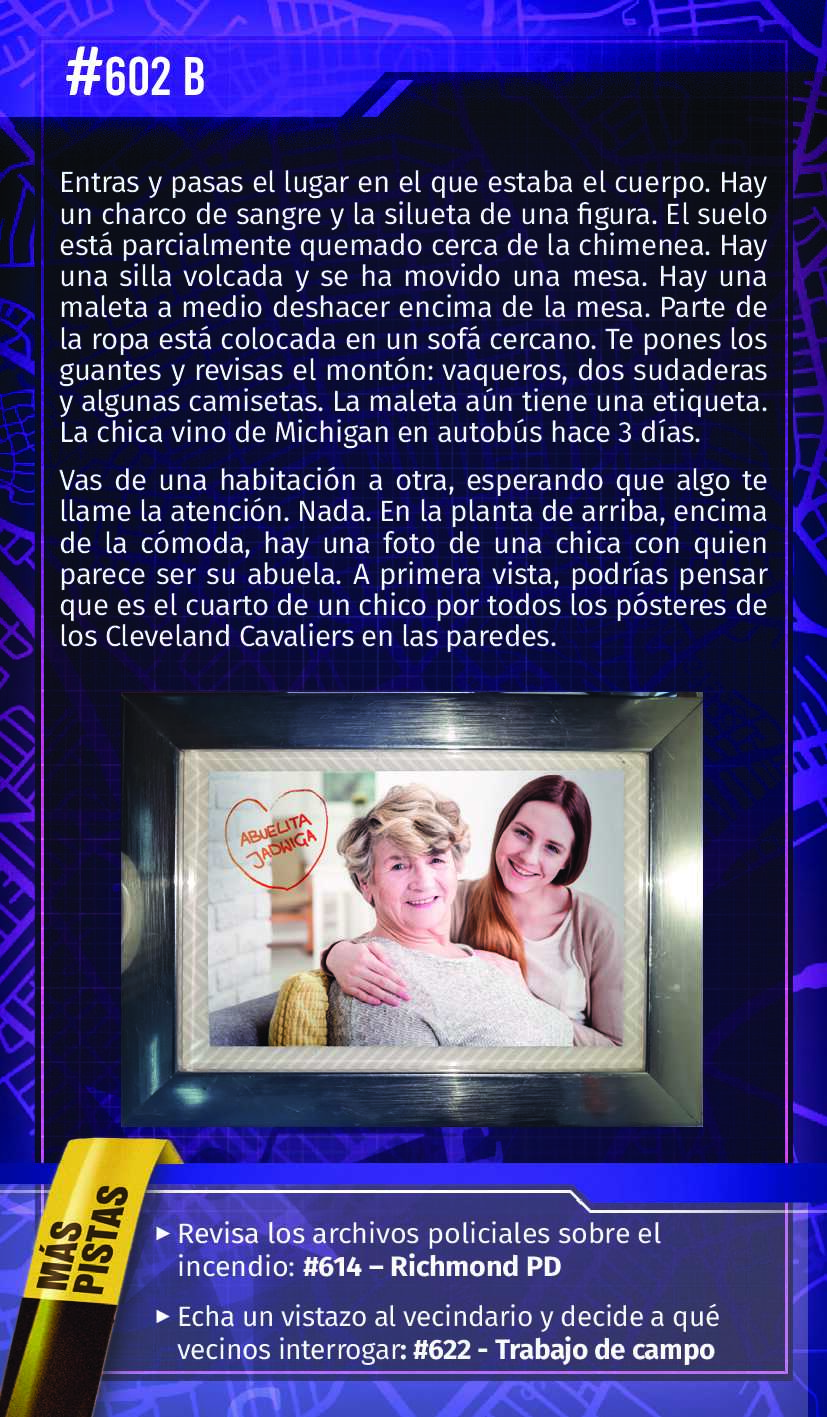 #602 B
Entras y pasas el lugar en el que estaba el cuerpo. Hay
un charco de sangre y la silueta de una figura. El suelo
está parcialmente quemado cerca de la chimenea. Hay
una silla volcada y se ha movido una mesa. Hay una
maleta a medio deshacer encima de la mesa. Parte de
la ropa está colocada en un sofá cercano. Te pones los
guantes y revisas el montón: vaqueros, dos sudaderas
y algunas camisetas. La maleta aún tiene una etiqueta.
La chica vino de Michigan en autobús hace 3 días.
Vas de una habitación a otra, esperando que algo te
llame la atención. Nada. En la planta de arriba, encima
de la cómoda, hay una foto de una chica con quien
parece ser su abuela. A primera vista, podrías pensar
que es el cuarto de un chico por todos los pósteres de
los Cleveland Cavaliers en las paredes.
ABUELITA
JADWIGA
MÁS
PISTAS
▸ Revisa los archivos policiales sobre el
incendio: #614 – Richmond PD
▸ Echa un vistazo al vecindario y decide a qué
vecinos interrogar: #622 - Trabajo de campo